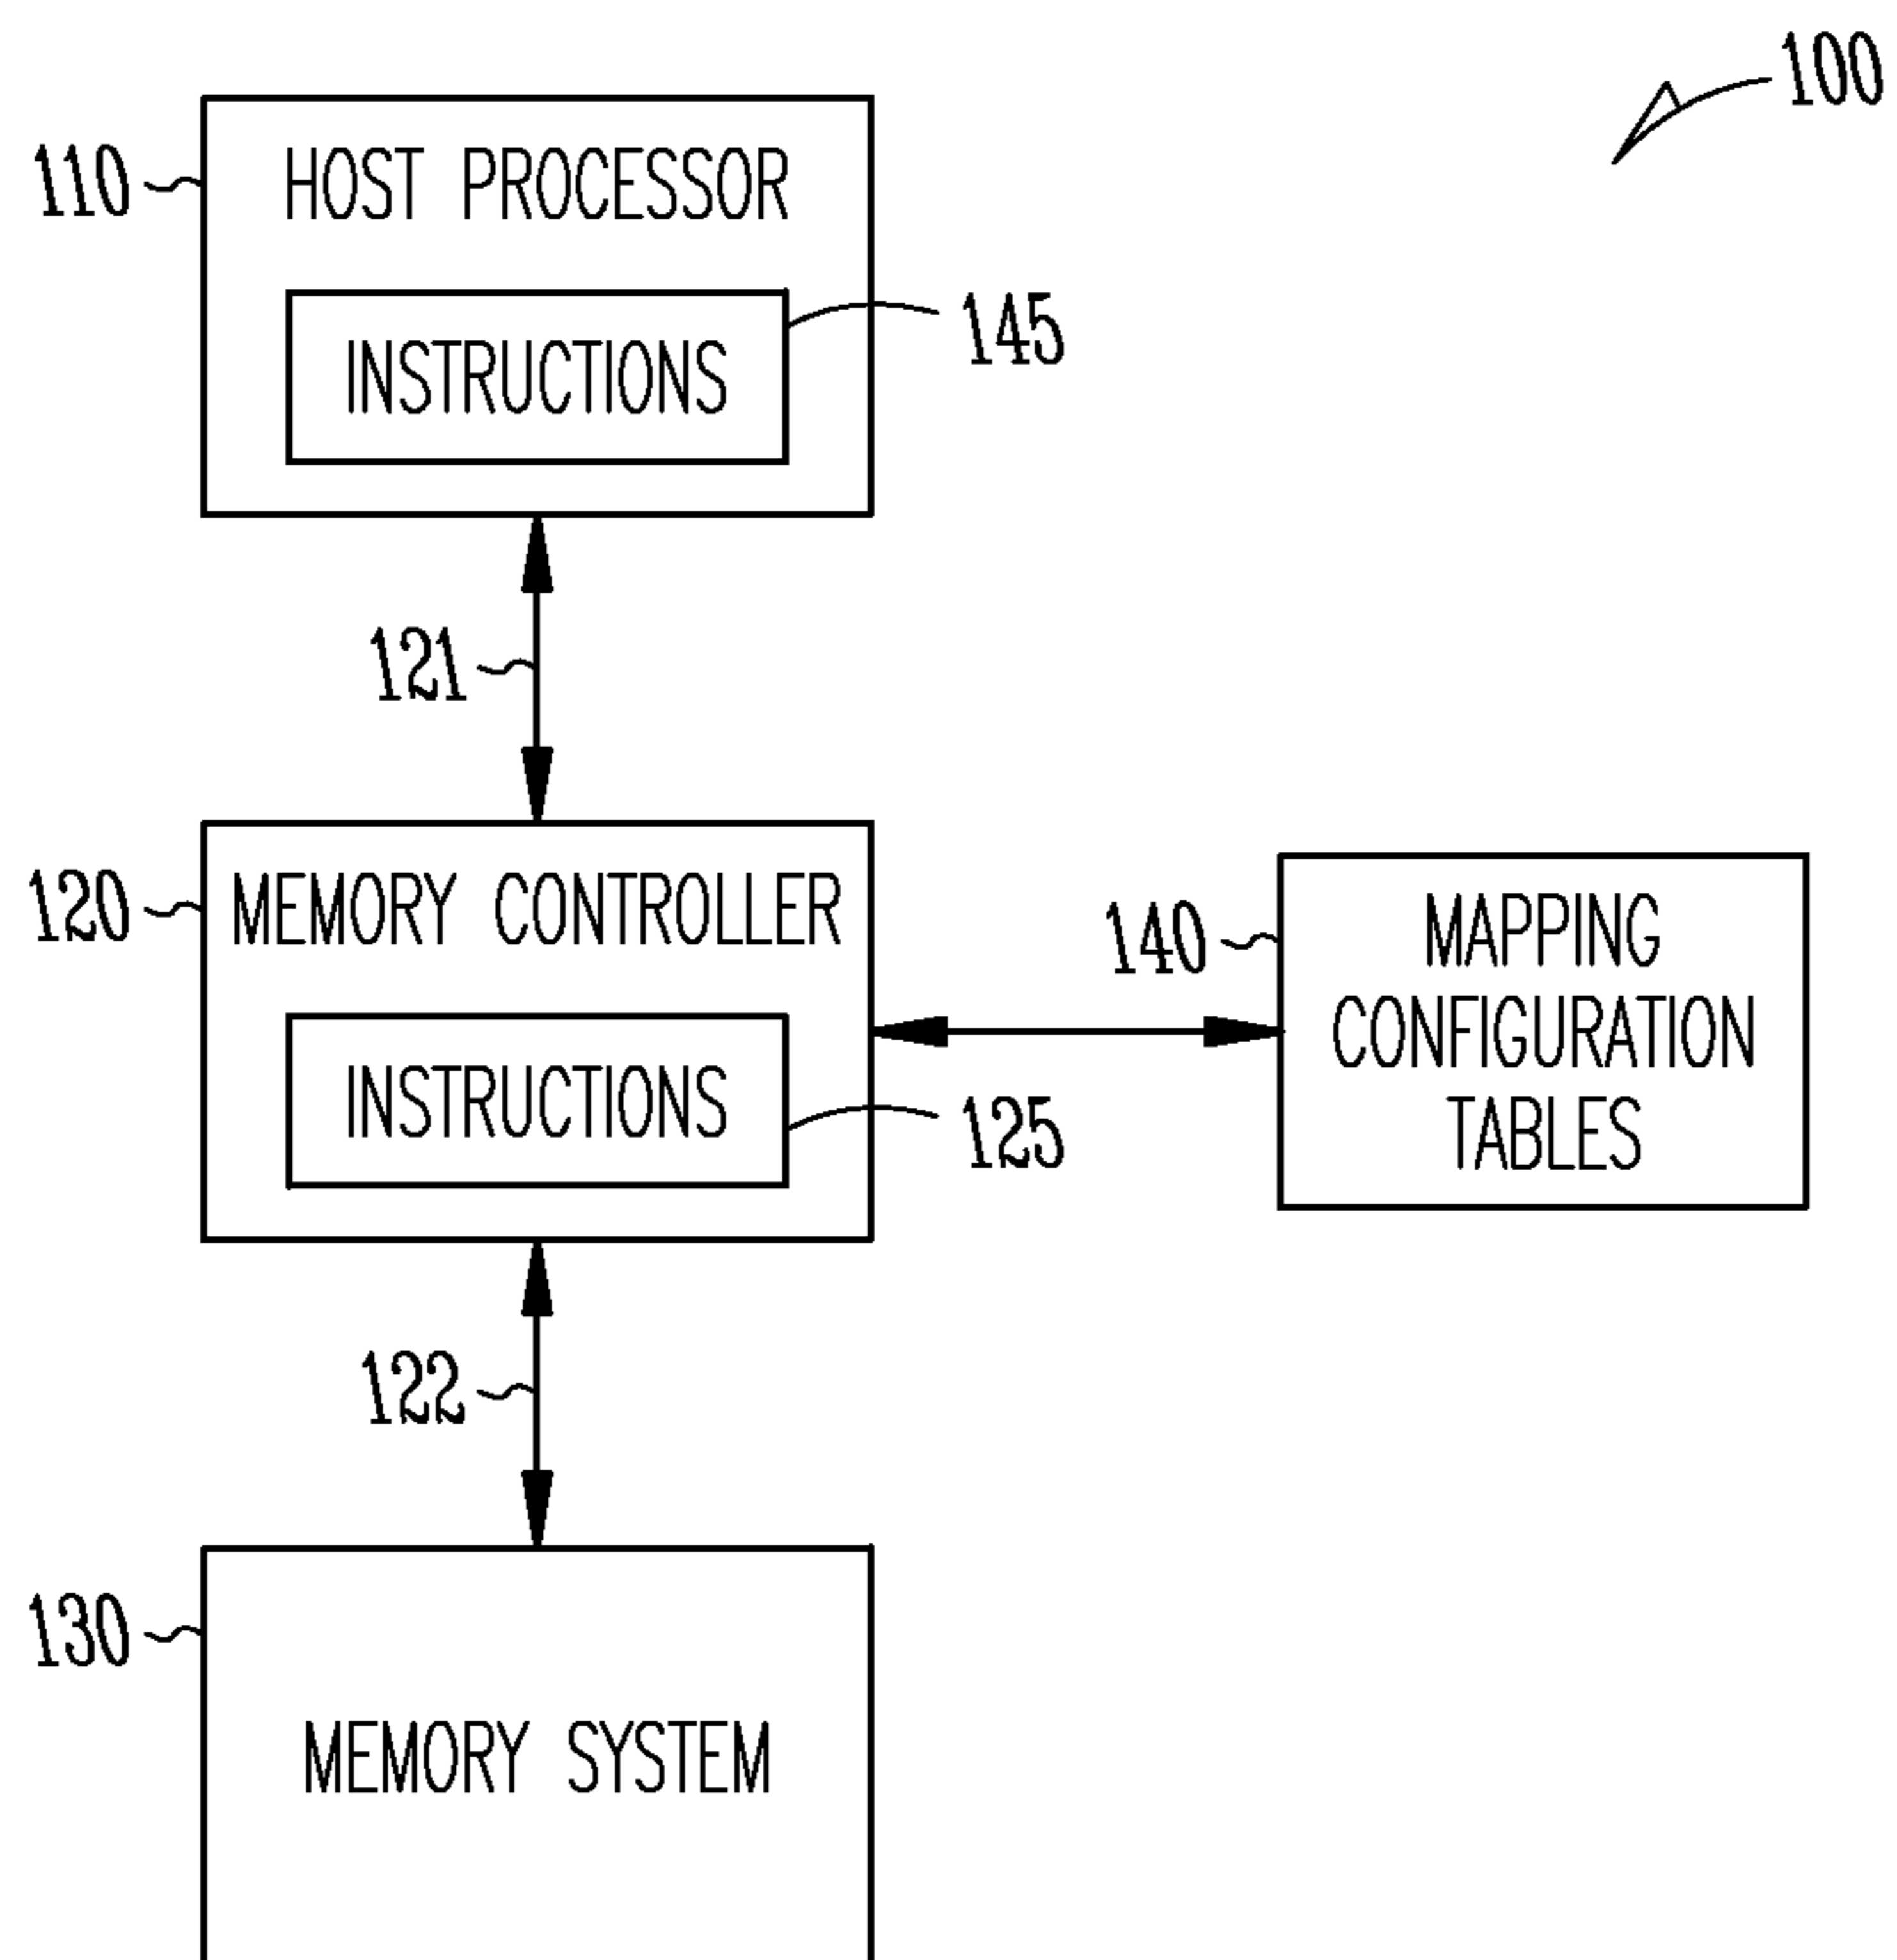 100
110
HOST PROCESSOR
145
INSTRUCTIONS
121
120
MEMORY CONTROLLER
140
MAPPING
CONFIGURATION
TABLES
INSTRUCTIONS
125
122
130
MEMORY SYSTEM